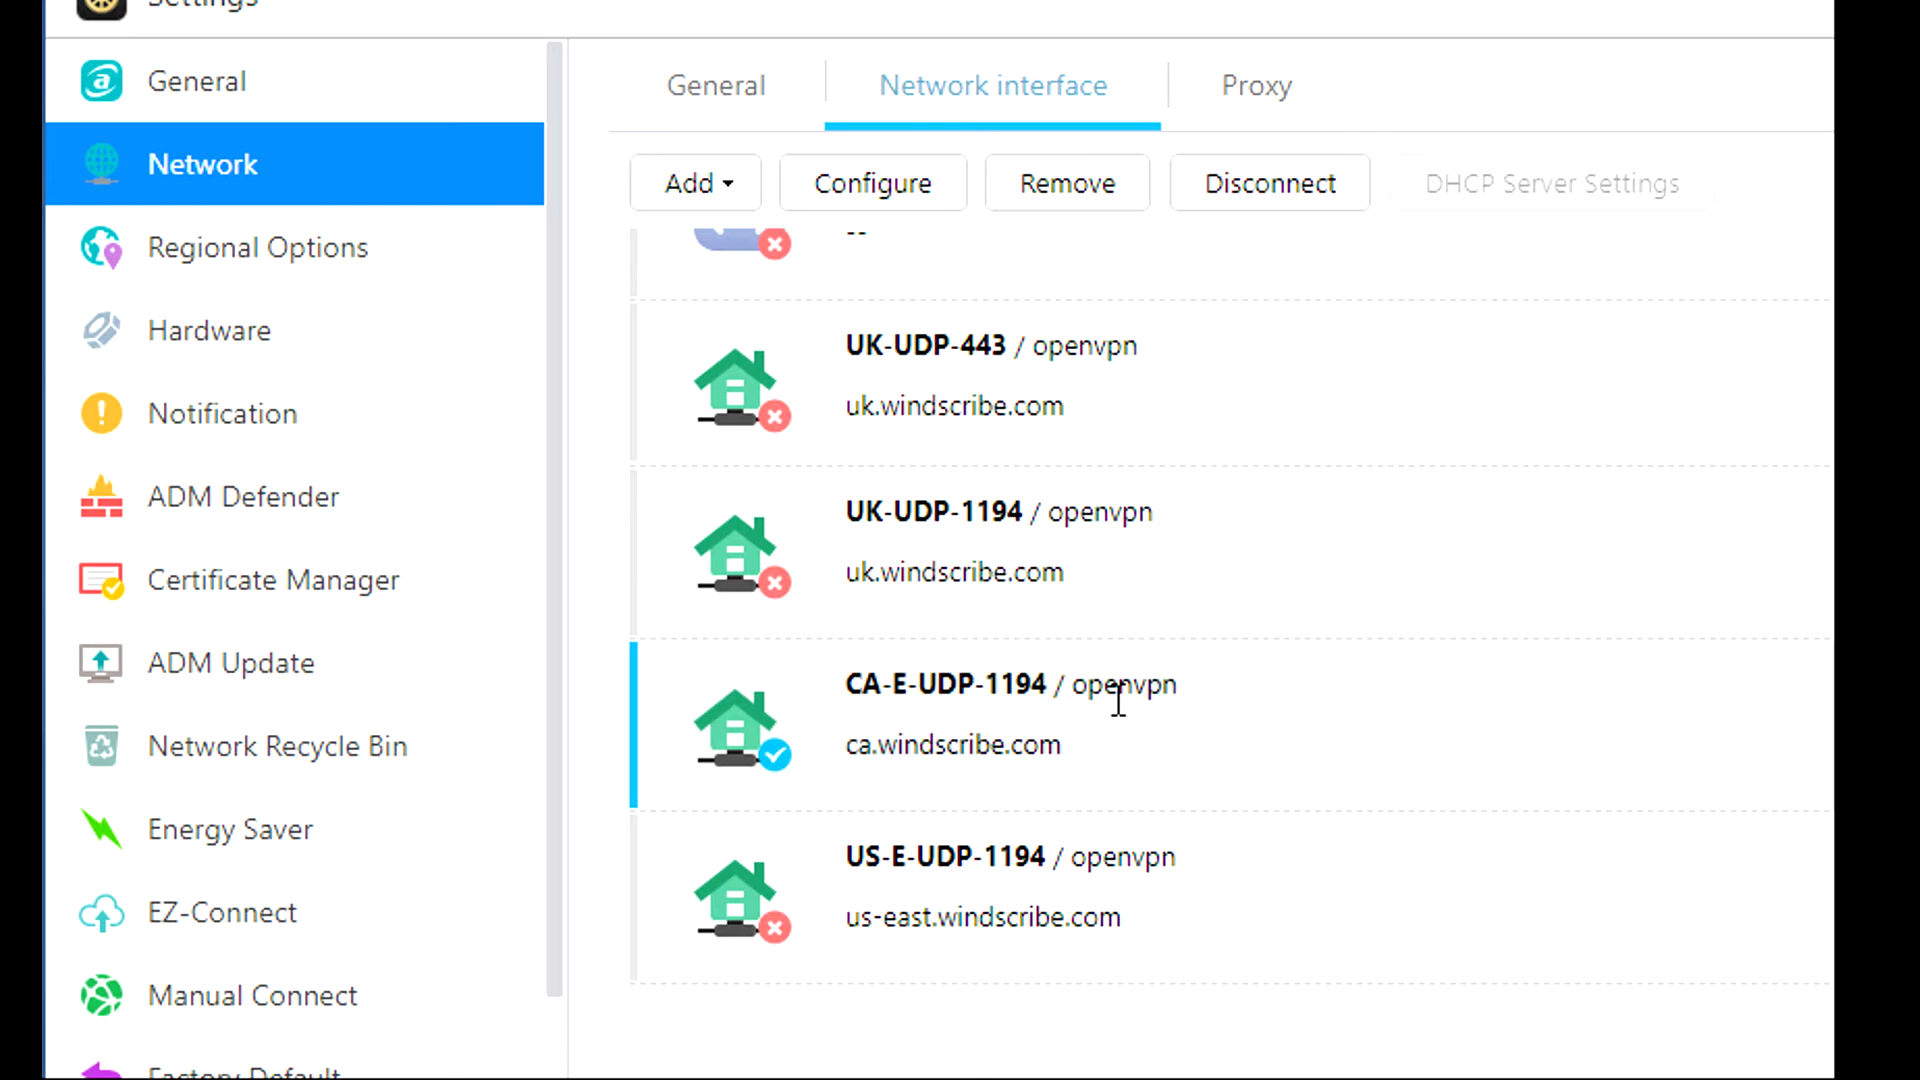 Settings
General
Network
Regional Options
Hardware
Notification
ADM Defender
Certificate Manager
ADM Update
Network Recycle Bin
Energy Saver
EZ-Connect
Manual Connect
Factory Default
General
Network interface
Proxy
Add
Configure
Remove
Disconnect
DHCP Server Settings
--
UK-UDP-443 / openvpn
uk.windscribe.com
UK-UDP-1194 / openvpn
uk.windscribe.com
CA-E-UDP-1194 / openvpn
ca.windscribe.com
US-E-UDP-1194 / openvpn
us-east.windscribe.com